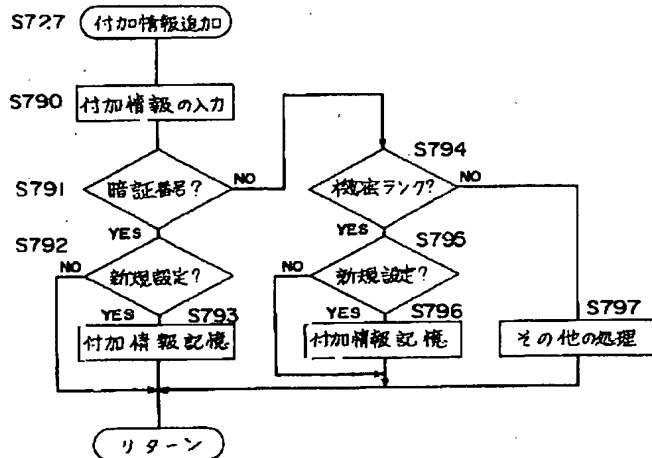 S727 付加情報追加
S790 付加情報の入力
S791 暗証番号? NO
YES
S792 新規設定? NO
YES S793
付加情報記憶
S794
機密ランク? NO
YES S795
新規設定? NO
YES S796
付加情報記憶
S797
その他の処理
リターン